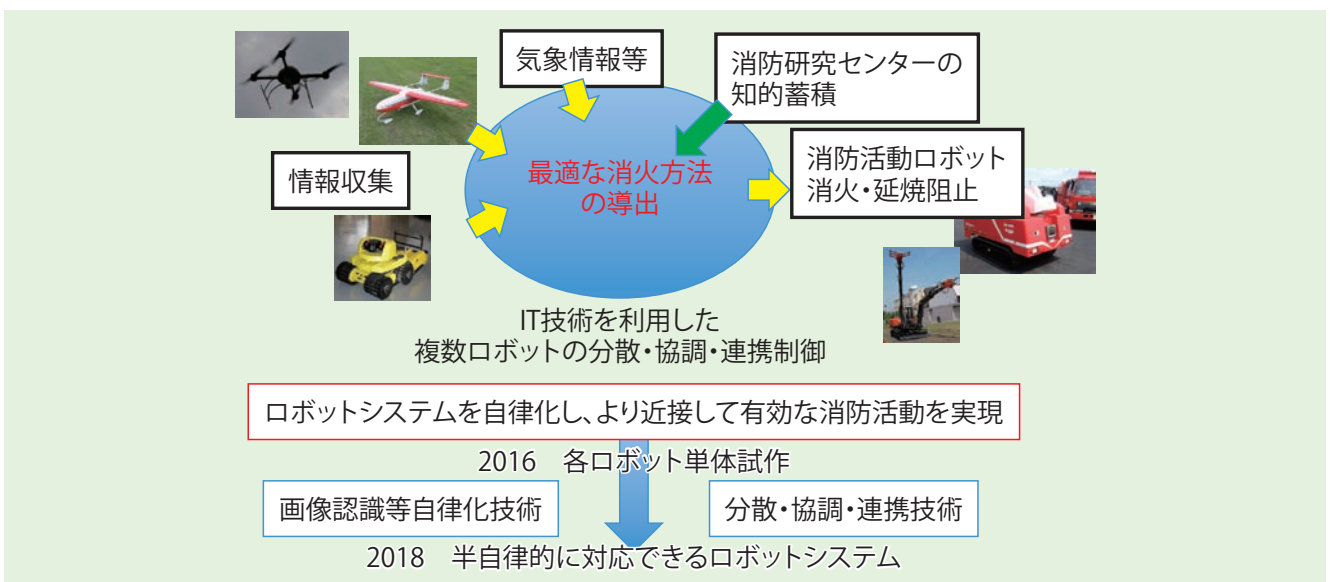 気象情報等
消防研究センターの
知的蓄積
情報収集
最適な消火方法
の導出
消防活動ロボット
消火・延焼阻止
IT技術を利用した
複数ロボットの分散・協調・連携制御
ロボットシステムを自律化し、より近接して有効な消防活動を実現
2016　各ロボット単体試作
画像認識等自律化技術
分散・協調・連携技術
2018　半自律的に対応できるロボットシステム